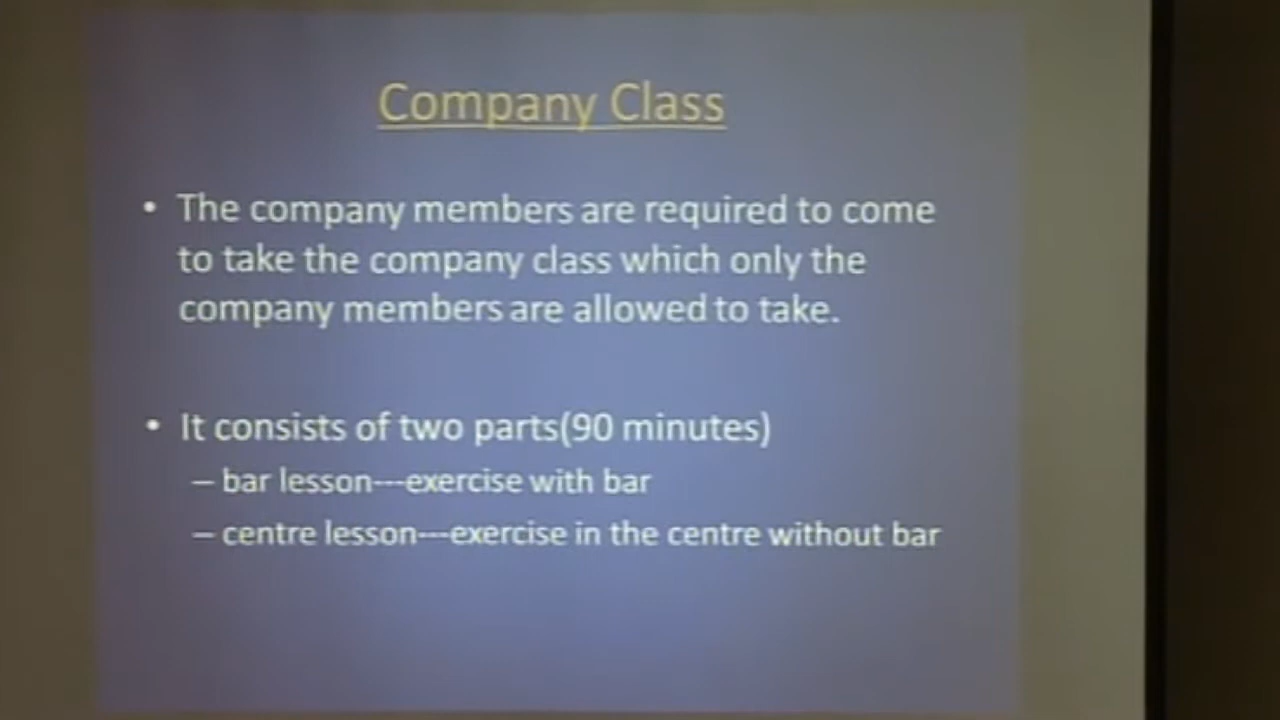 Company Class
• The company members are required to come
to take the company class which only the
company members are allowed to take.
• It consists of two parts(90 minutes)
– bar lesson---exercise with bar
– centre lesson---exercise in the centre without bar